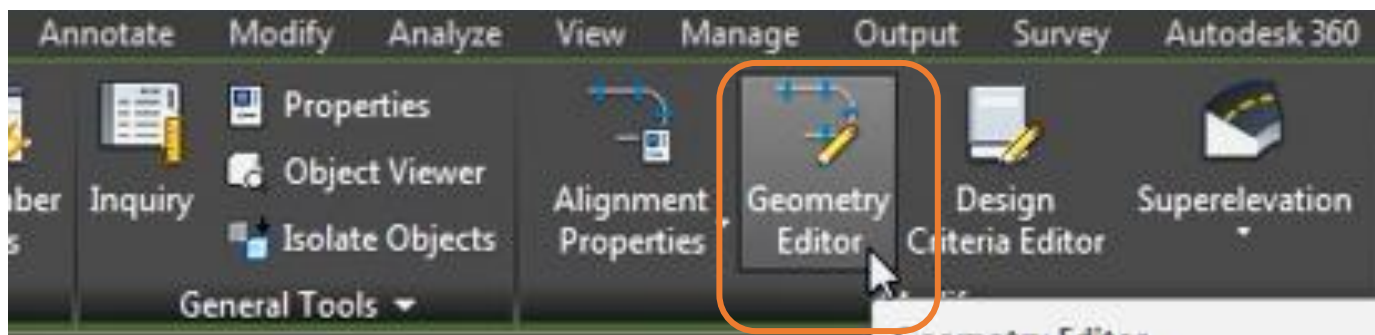 Annotate Modify Analyze View Manage Output Survey Autodesk 360
Properties
Object Viewer
Isolate Objects
Inquiry
General Tools
Alignment
Properties
Geometry
Editor
Design
Criteria Editor
Superelevation